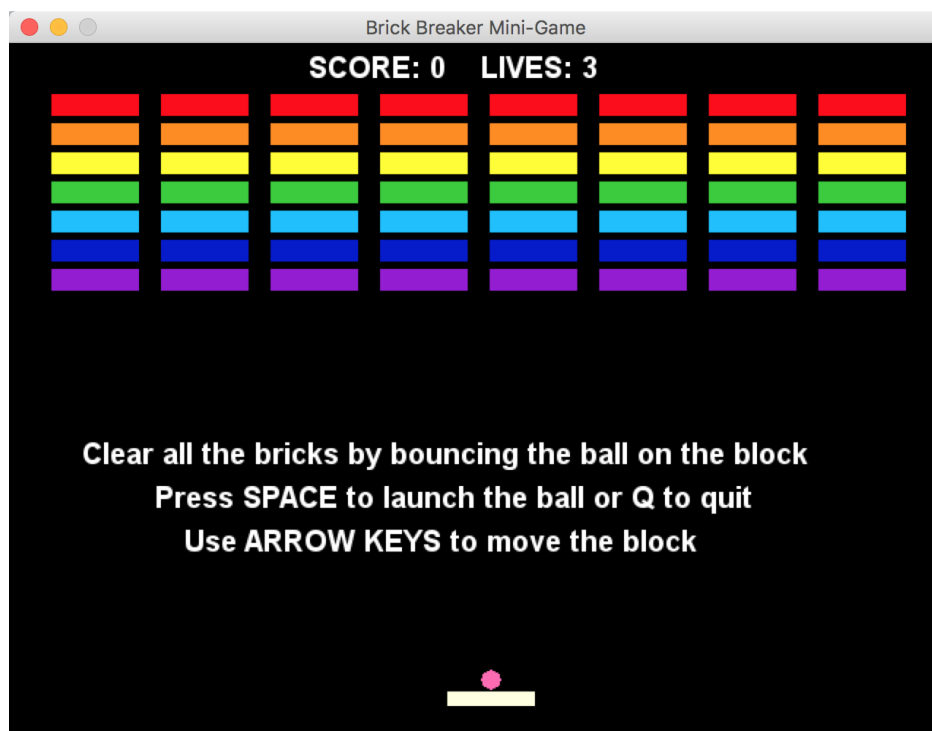 Brick Breaker Mini-Game
SCORE: 0 LIVES: 3
Clear all the bricks by bouncing the ball on the block
Press SPACE to launch the ball or Q to quit
Use ARROW KEYS to move the block